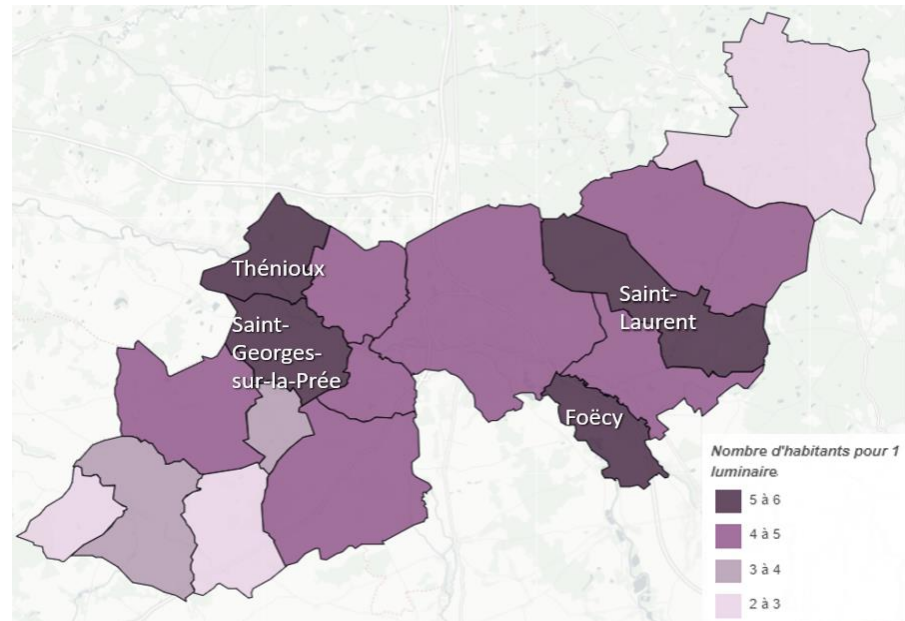 Thénioux
Saint-
Georges-
sur-la-Prée
Saint-
Laurent
Foëcy
Nombre d'habitants pour 1
luminaire
5 à 6
4 à 5
3 à 4
2 à 3